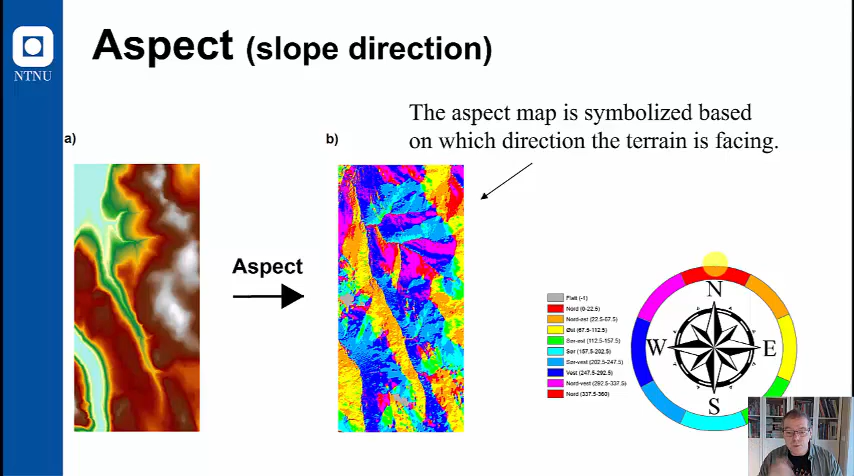 Aspect (slope direction)
NTNU
The aspect map is symbolized based
on which direction the terrain is facing.
a)
b)
Aspect
Flatt (-1)
Nord (0-22.5)
Nord-øst (22.5-67.5)
Øst (67.5-112.5)
Sør-øst (112.5-157.5)
Sør (157.5-202.5)
Sør-vest (202.5-247.5)
Vest (247.5-292.5)
Nord-vest (292.5-337.5)
Nord (337.5-360)
N
W
E
S